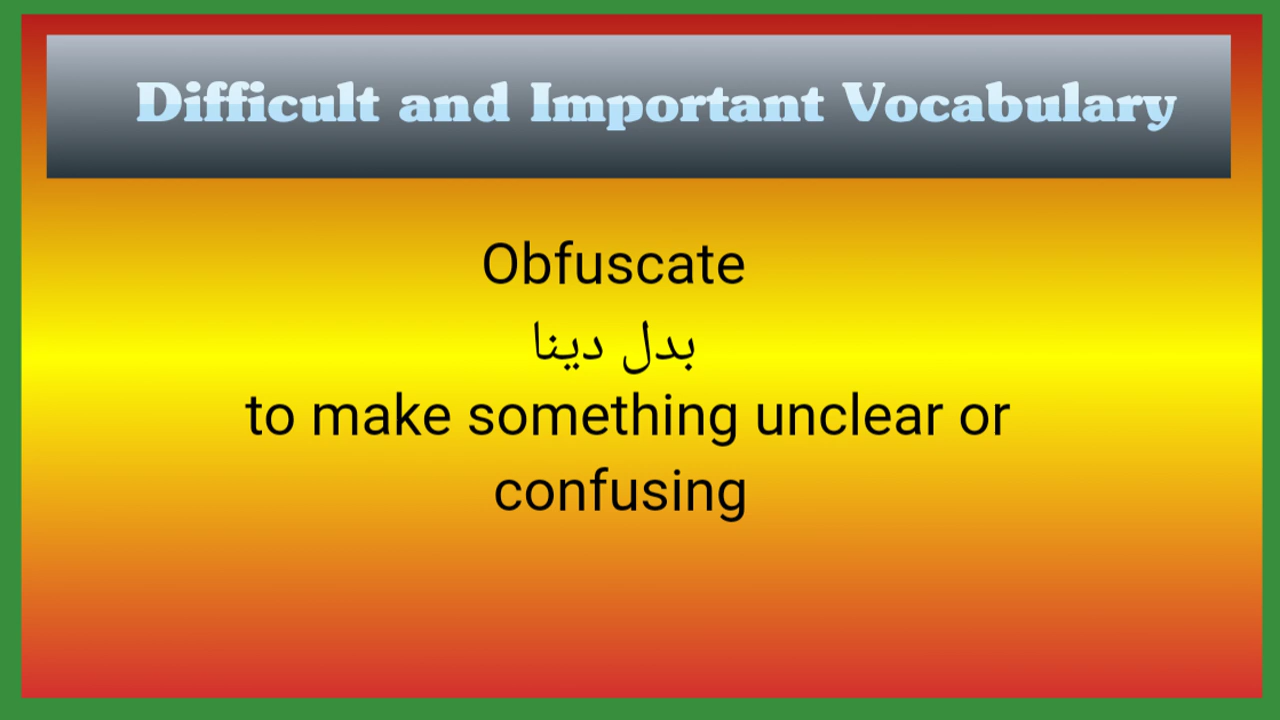 Difficult and Important Vocabulary
Obfuscate
بدل دینا
to make something unclear or
confusing